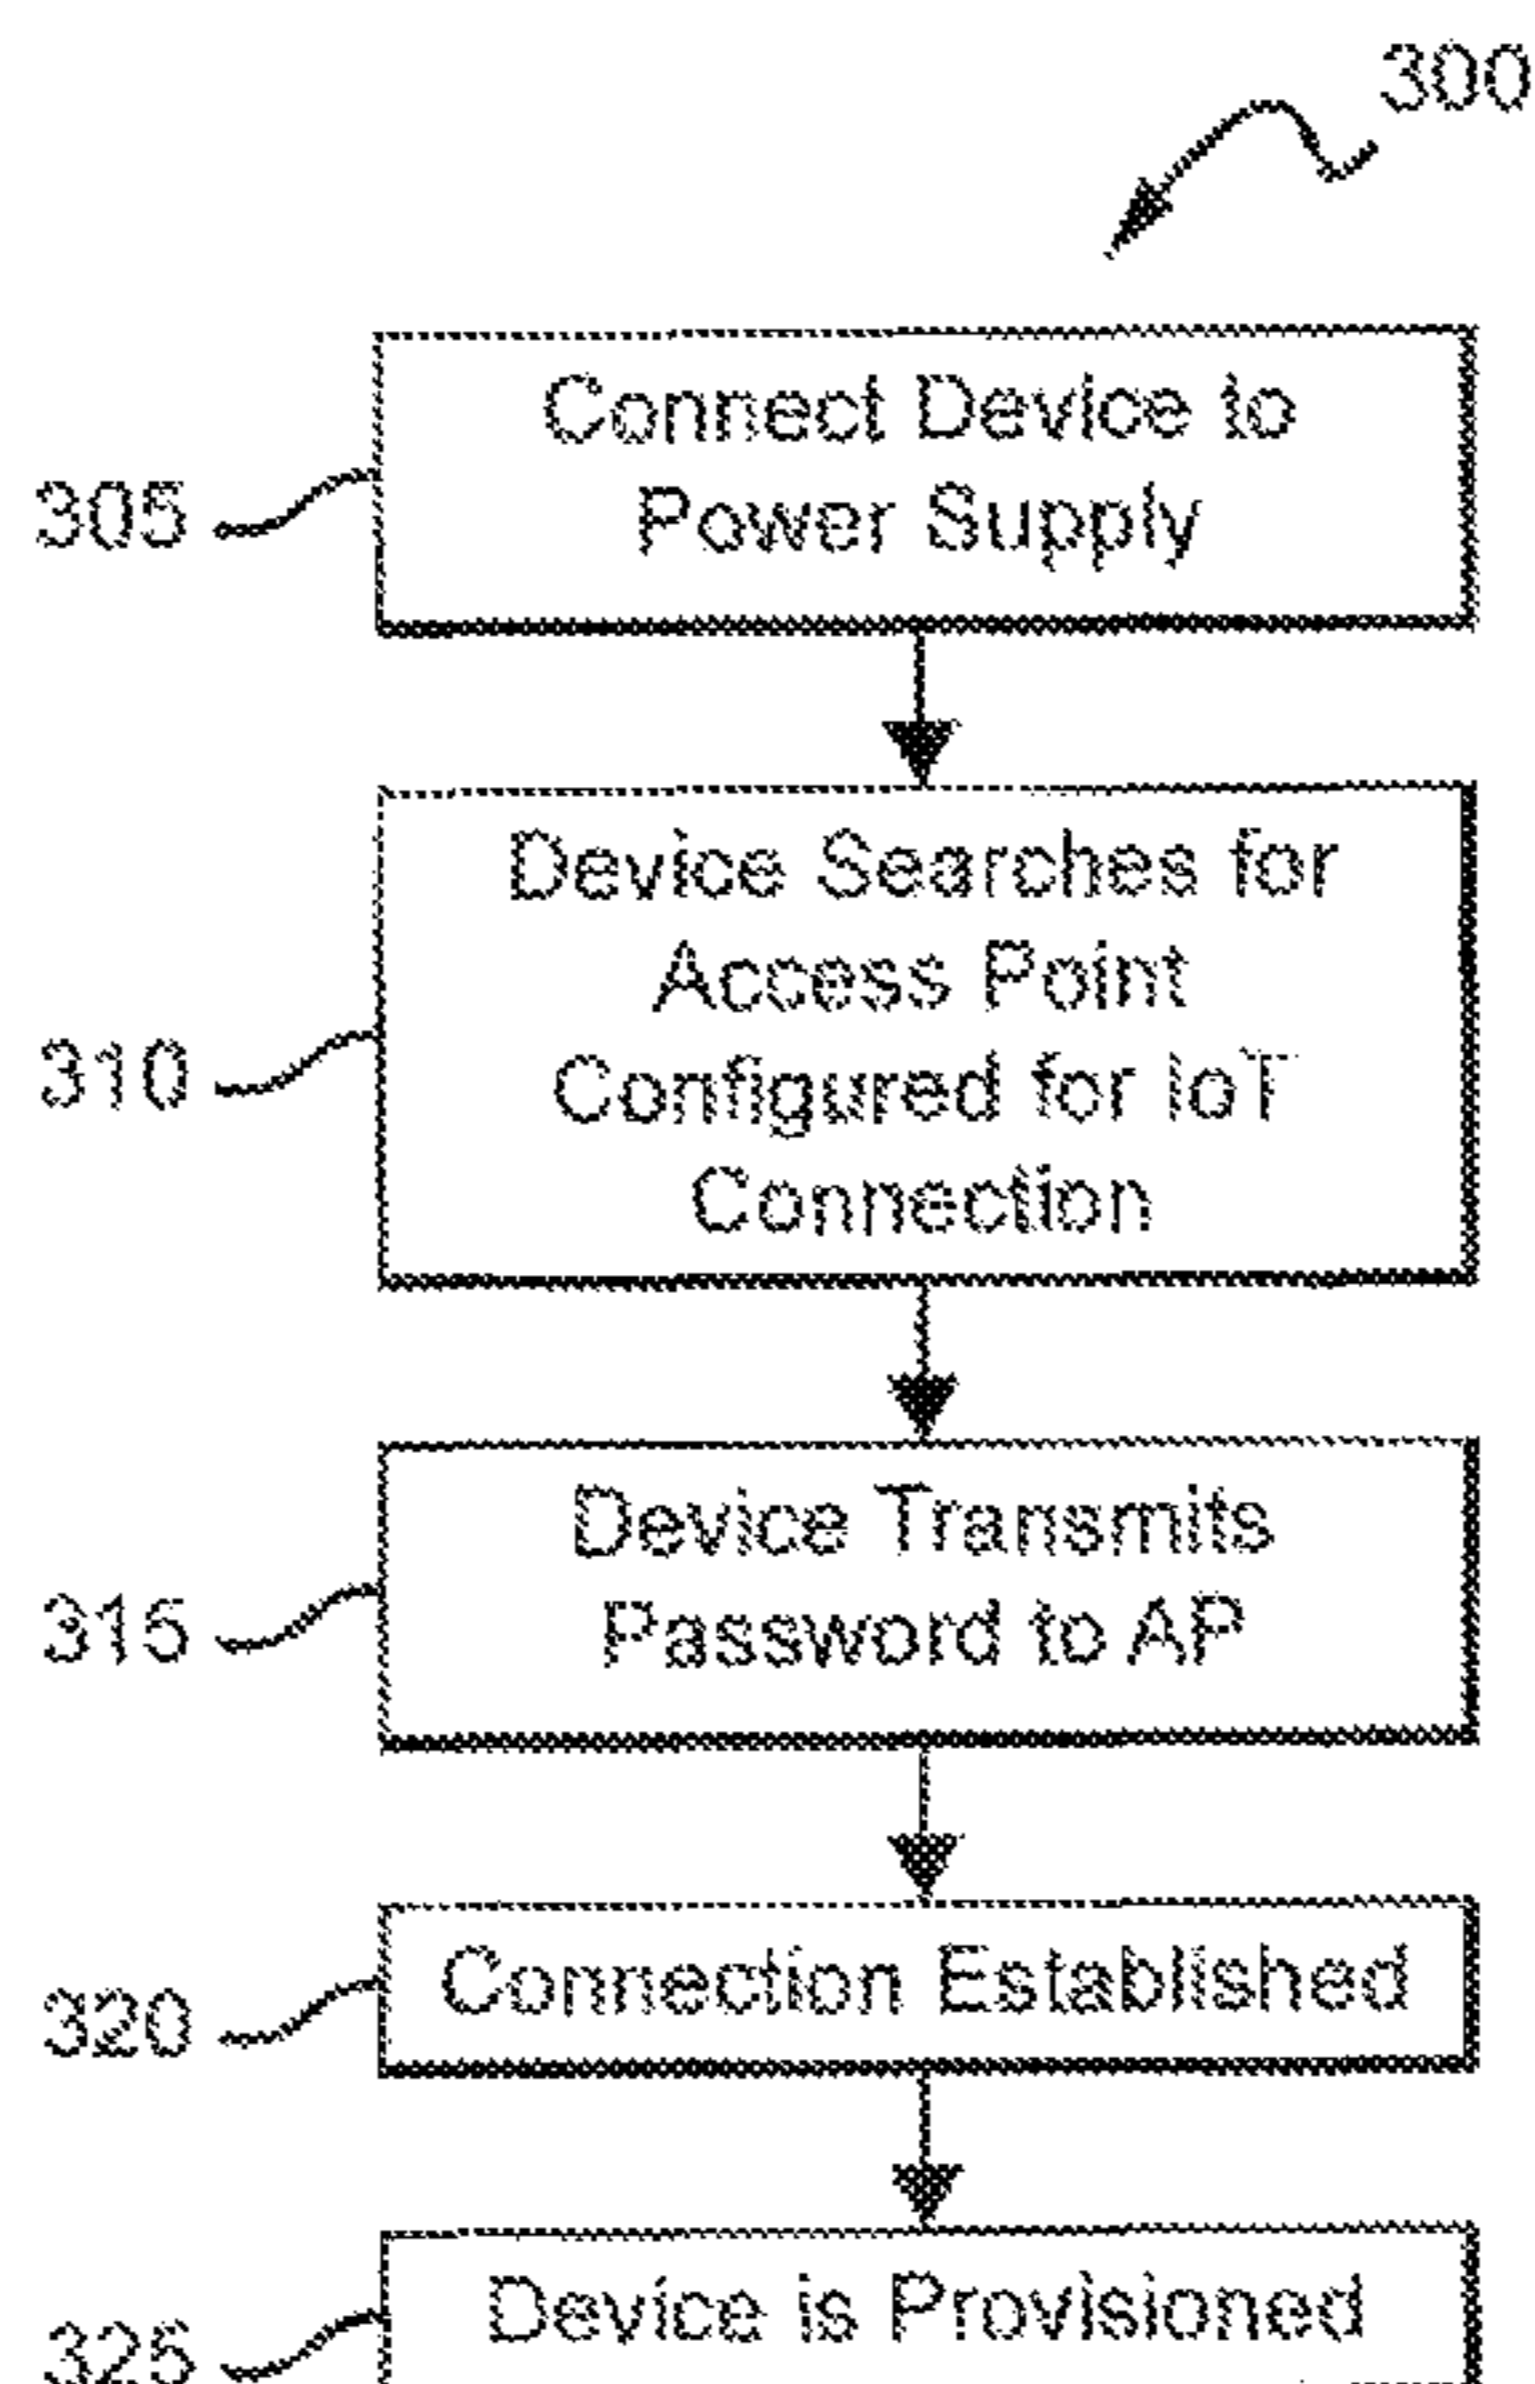 300
305
Connect Device to
Power Supply
310
Device Searches for
Access Point
Configured for IoT
Connection
315
Device Transmits
Password to AP
320
Connection Established
325
Device is Provisioned